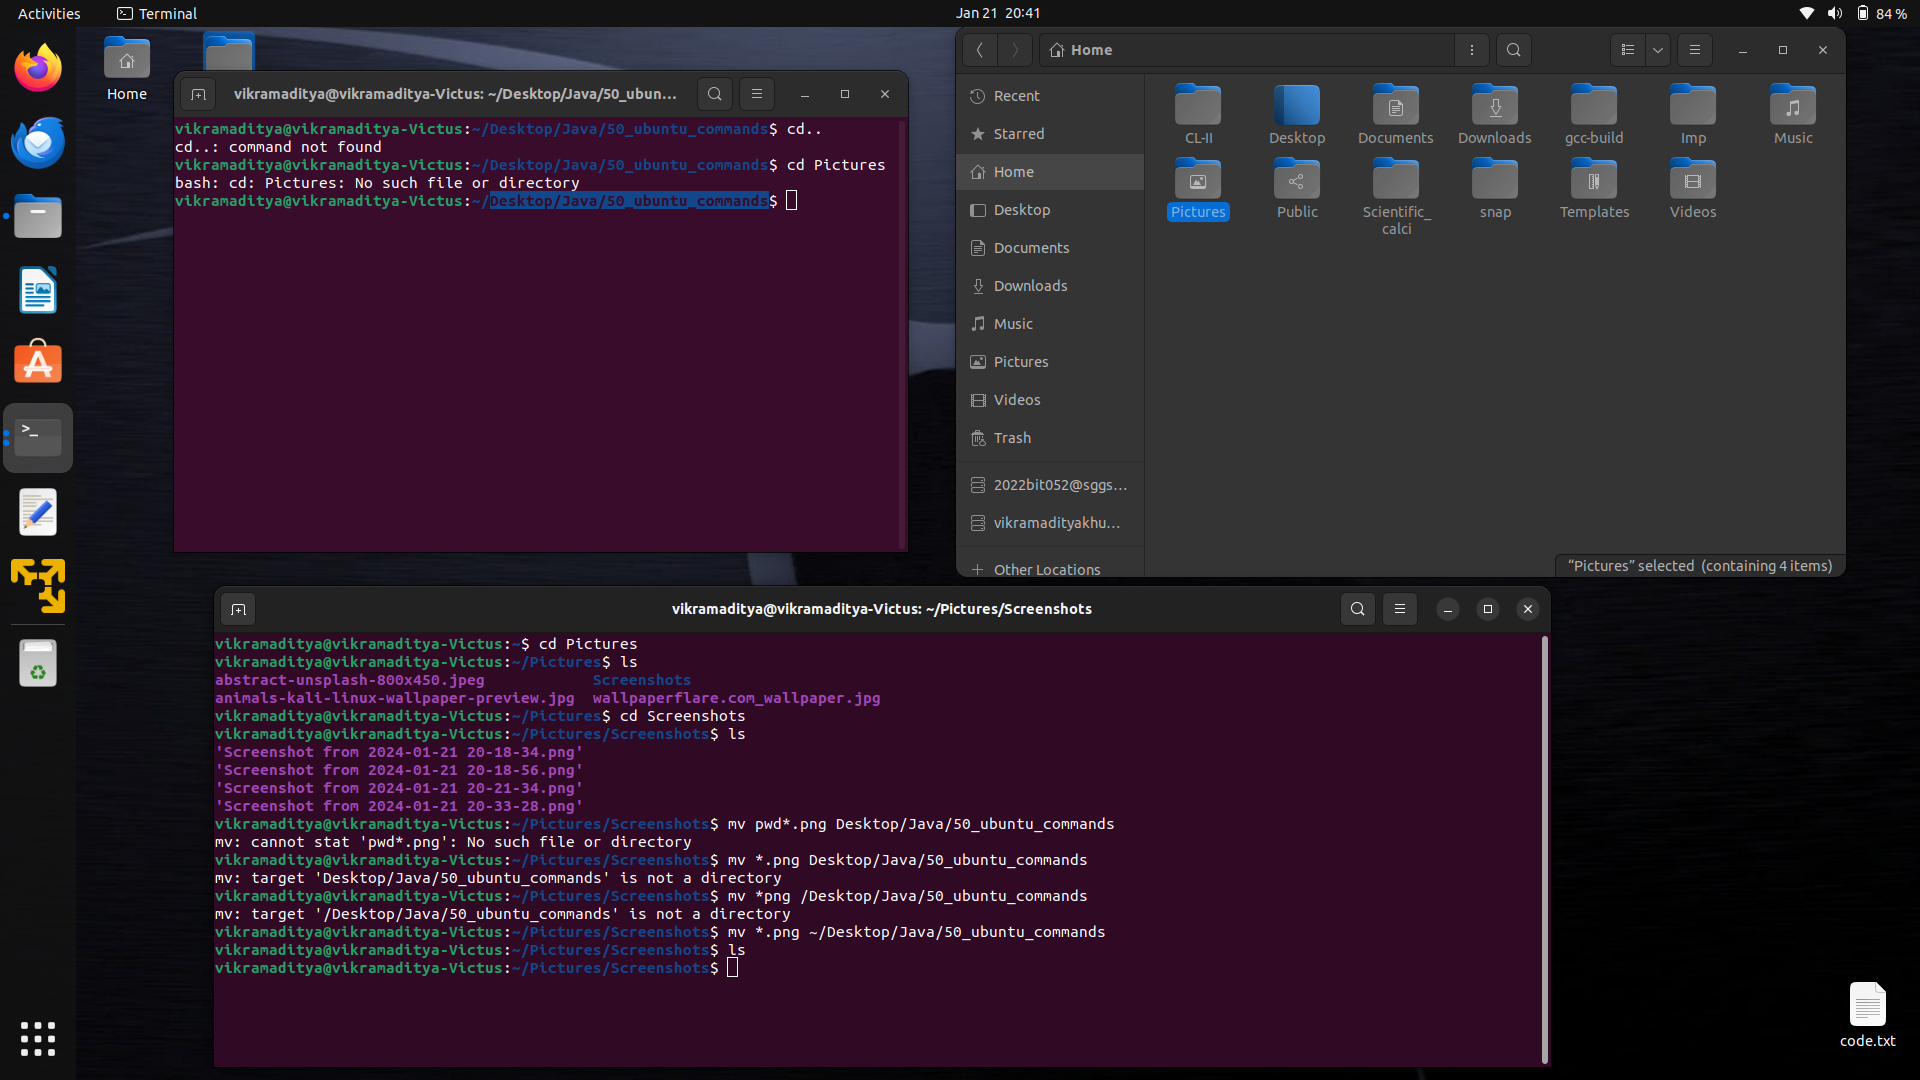 Activities
Terminal
Jan 21 20:41
84 %
Home
vikramaditya@vikramaditya-Victus: ~/Desktop/Java/50_ubun...
vikramaditya@vikramaditya-Victus:~/Desktop/Java/50_ubuntu_commands$ cd..
cd..: command not found
vikramaditya@vikramaditya-Victus:~/Desktop/Java/50_ubuntu_commands$ cd Pictures
bash: cd: Pictures: No such file or directory
vikramaditya@vikramaditya-Victus:~/Desktop/Java/50_ubuntu_commands$
Home
Recent
Starred
Home
Desktop
Documents
Downloads
Music
Pictures
Videos
Trash
2022bit052@sggs...
vikramadityakhu...
Other Locations
CL-II
Desktop
Documents
Downloads
gcc-build
Imp
Music
Pictures
Public
Scientific_
calci
snap
Templates
Videos
“Pictures” selected (containing 4 items)
vikramaditya@vikramaditya-Victus: ~/Pictures/Screenshots
vikramaditya@vikramaditya-Victus:~$ cd Pictures
vikramaditya@vikramaditya-Victus:~/Pictures$ ls
abstract-unsplash-800x450.jpeg Screenshots
animals-kali-linux-wallpaper-preview.jpg wallpaperflare.com_wallpaper.jpg
vikramaditya@vikramaditya-Victus:~/Pictures$ cd Screenshots
vikramaditya@vikramaditya-Victus:~/Pictures/Screenshots$ ls
'Screenshot from 2024-01-21 20-18-34.png'
'Screenshot from 2024-01-21 20-18-56.png'
'Screenshot from 2024-01-21 20-21-34.png'
'Screenshot from 2024-01-21 20-33-28.png'
vikramaditya@vikramaditya-Victus:~/Pictures/Screenshots$ mv pwd*.png Desktop/Java/50_ubuntu_commands
mv: cannot stat 'pwd*.png': No such file or directory
vikramaditya@vikramaditya-Victus:~/Pictures/Screenshots$ mv *.png Desktop/Java/50_ubuntu_commands
mv: target 'Desktop/Java/50_ubuntu_commands' is not a directory
vikramaditya@vikramaditya-Victus:~/Pictures/Screenshots$ mv *png /Desktop/Java/50_ubuntu_commands
mv: target '/Desktop/Java/50_ubuntu_commands' is not a directory
vikramaditya@vikramaditya-Victus:~/Pictures/Screenshots$ mv *.png ~/Desktop/Java/50_ubuntu_commands
vikramaditya@vikramaditya-Victus:~/Pictures/Screenshots$ ls
vikramaditya@vikramaditya-Victus:~/Pictures/Screenshots$
code.txt